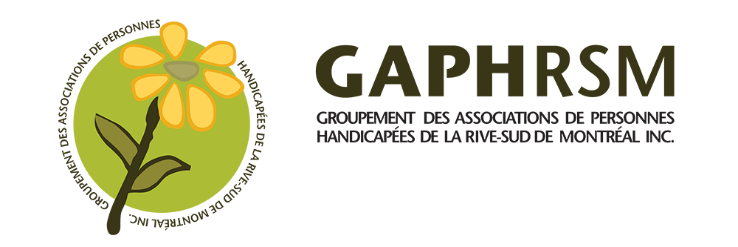 GROUPEMENT DES ASSOCIATIONS DE PERSONNES HANDICAPÉES DE LA RIVE-SUD DE MONTRÉAL INC.
GAPHRSM
GROUPEMENT DES ASSOCIATIONS DE PERSONNES
HANDICAPÉES DE LA RIVE-SUD DE MONTRÉAL INC.